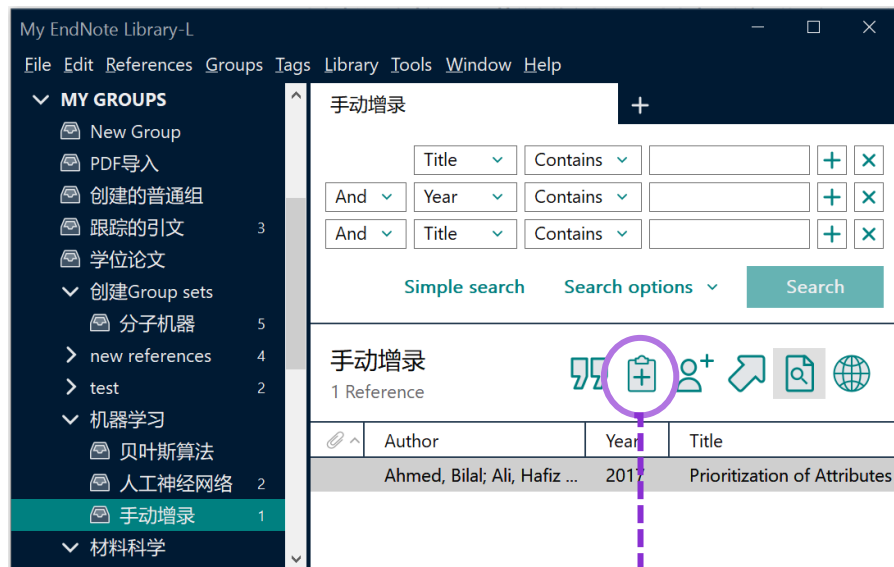 My EndNote Library-L
File Edit References Groups Tags Library Tools Window Help
MY GROUPS
New Group
PDF导入
创建的普通组
跟踪的引文 3
学位论文
创建Group sets
分子机器 5
new references 4
test 2
机器学习
贝叶斯算法
人工神经网络 2
手动增录 1
材料科学
手动增录
Title Contains
And Year Contains
And Title Contains
Simple search Search options Search
手动增录
1 Reference
Author Year Title
Ahmed, Bilal; Ali, Hafiz ... 2017 Prioritization of Attributes